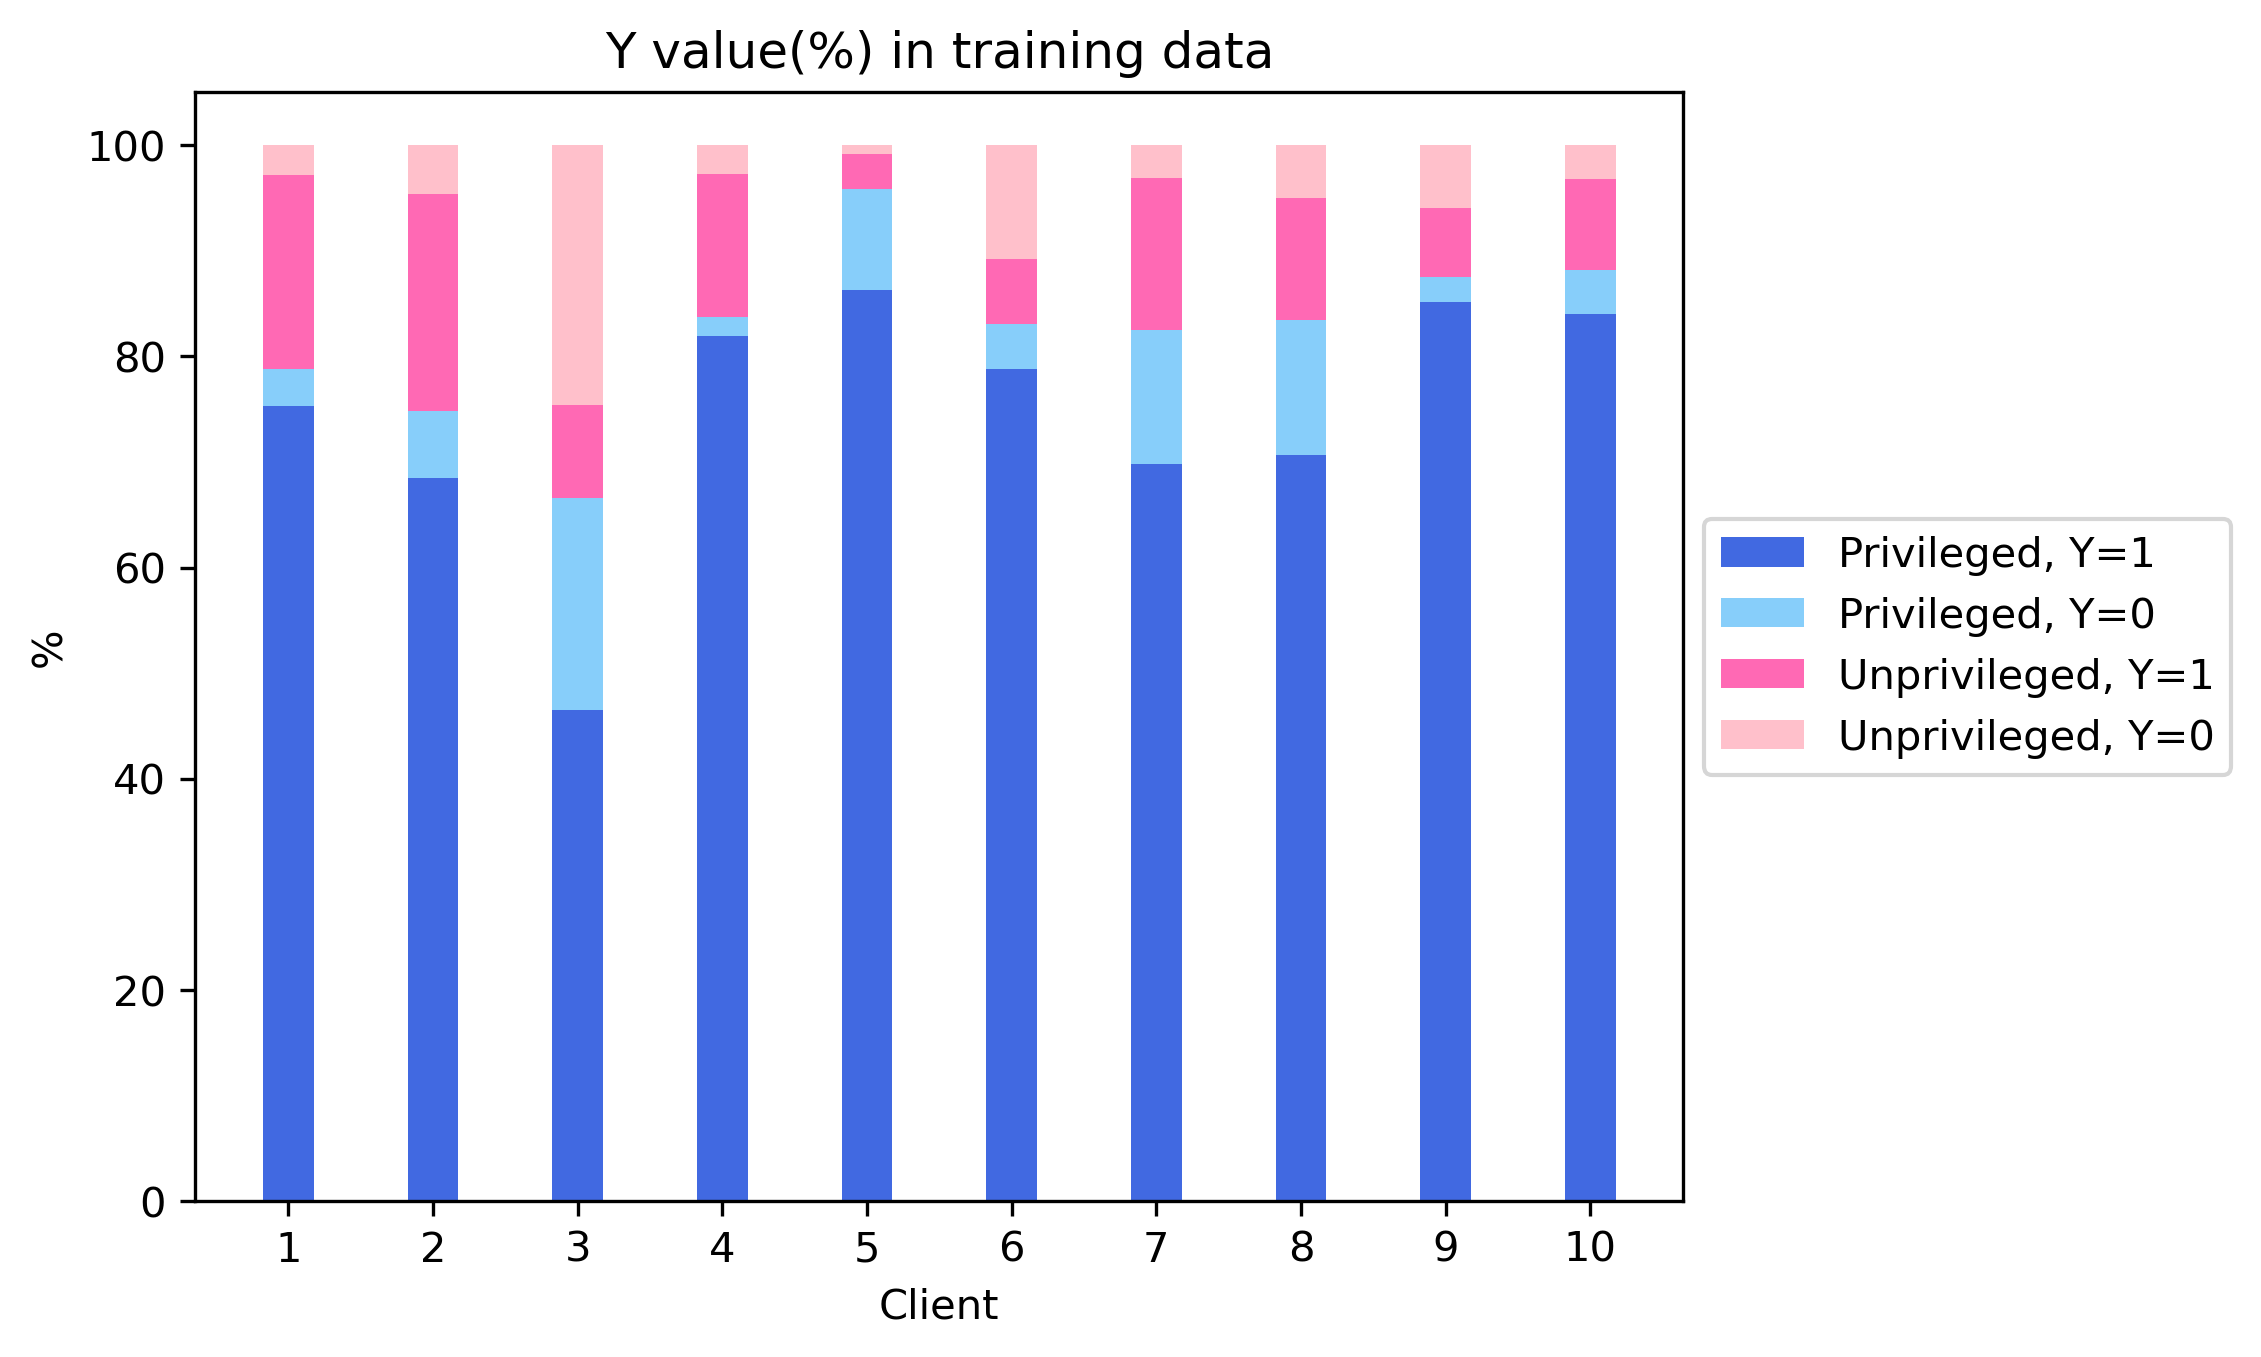 Y value(%) in training data
100
80
60
40
20
0
%
1 2 3 4 5 6 7 8 9 10
Client
Privileged, Y=1
Privileged, Y=0
Unprivileged, Y=1
Unprivileged, Y=0